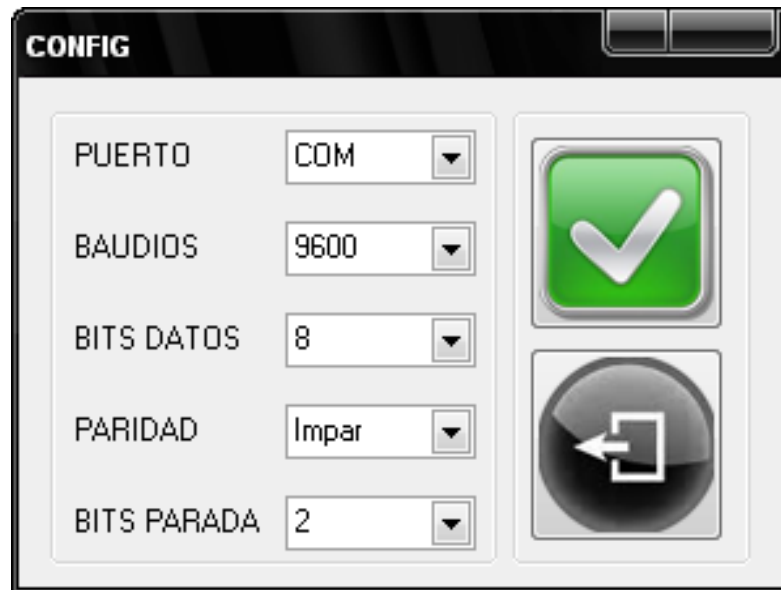 CONFIG
PUERTO COM
BAUDIOS 9600
BITS DATOS 8
PARIDAD Impar
BITS PARADA 2